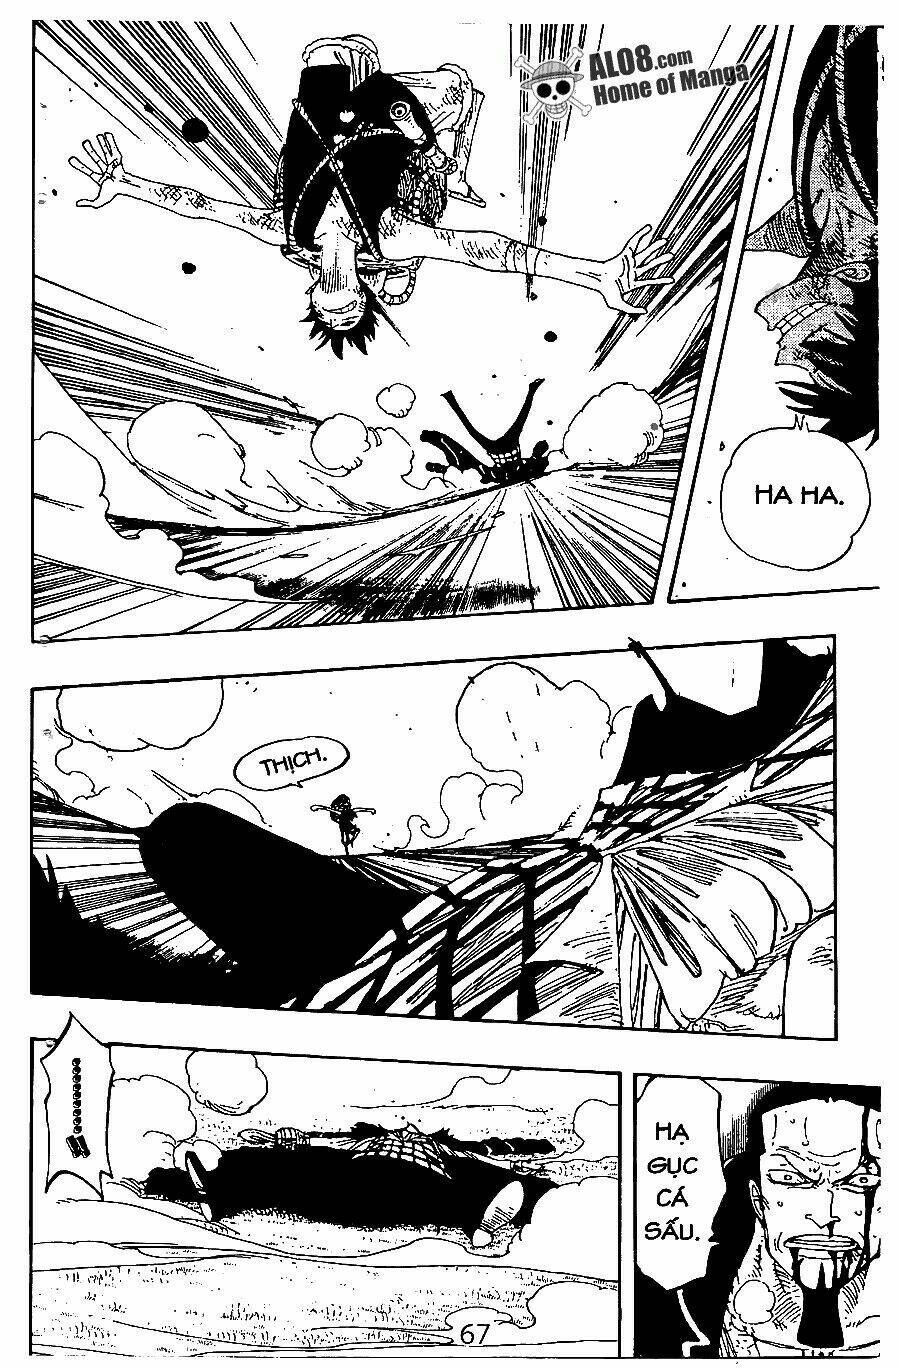 AL08.com
Home of Manga
HA HA.
THỊCH.
...........!!
HẠ
GỤC
CÁ
SẤU.
67